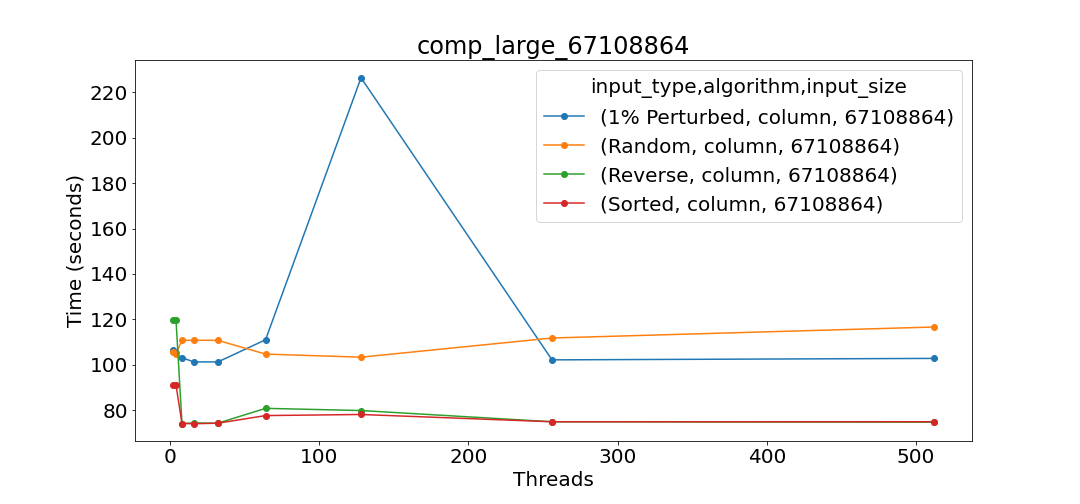 comp_large_67108864
input_type,algorithm,input_size
(1% Perturbed, column, 67108864)
(Random, column, 67108864)
(Reverse, column, 67108864)
(Sorted, column, 67108864)
Time (seconds)
220
200
180
160
140
120
100
80
0 100 200 300 400 500
Threads